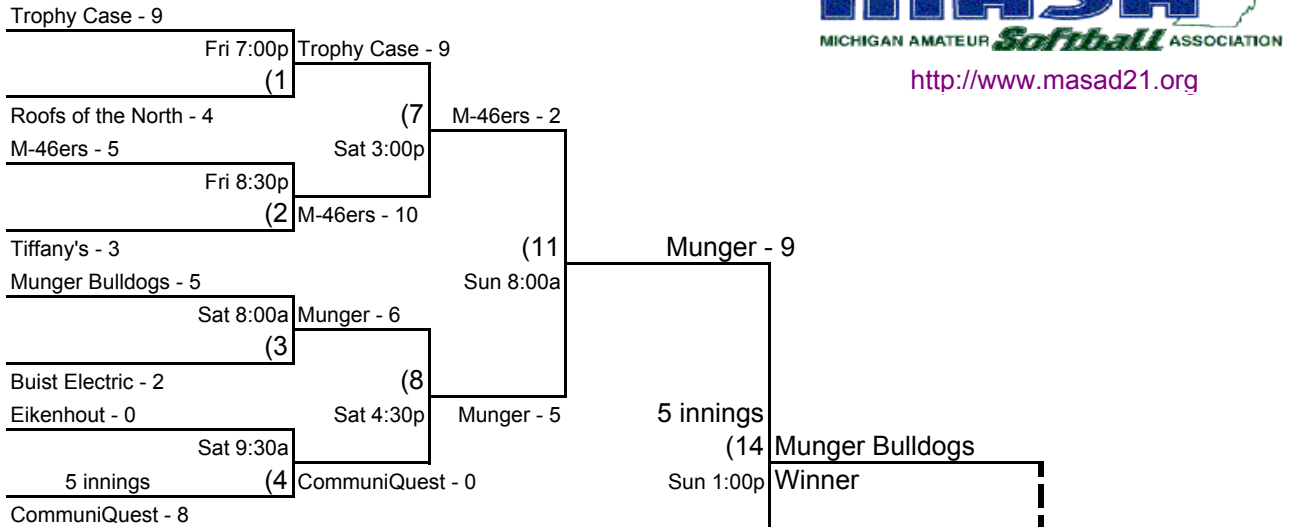 Trophy Case - 9
MICHIGAN AMATEUR Softball ASSOCIATION
http://www.masad21.org
Fri 7:00p Trophy Case - 9
(1
Roofs of the North - 4
(7 M-46ers - 2
M-46ers - 5
Sat 3:00p
Fri 8:30p
(2 M-46ers - 10
Tiffany's - 3
(11 Munger - 9
Munger Bulldogs - 5
Sun 8:00a
Sat 8:00a Munger - 6
(3
Buist Electric - 2
(8
Eikenhout - 0
Sat 4:30p Munger - 5
5 innings
Sat 9:30a
(14 Munger Bulldogs
5 innings (4 CommuniQuest - 0
Sun 1:00p Winner
CommuniQuest - 8